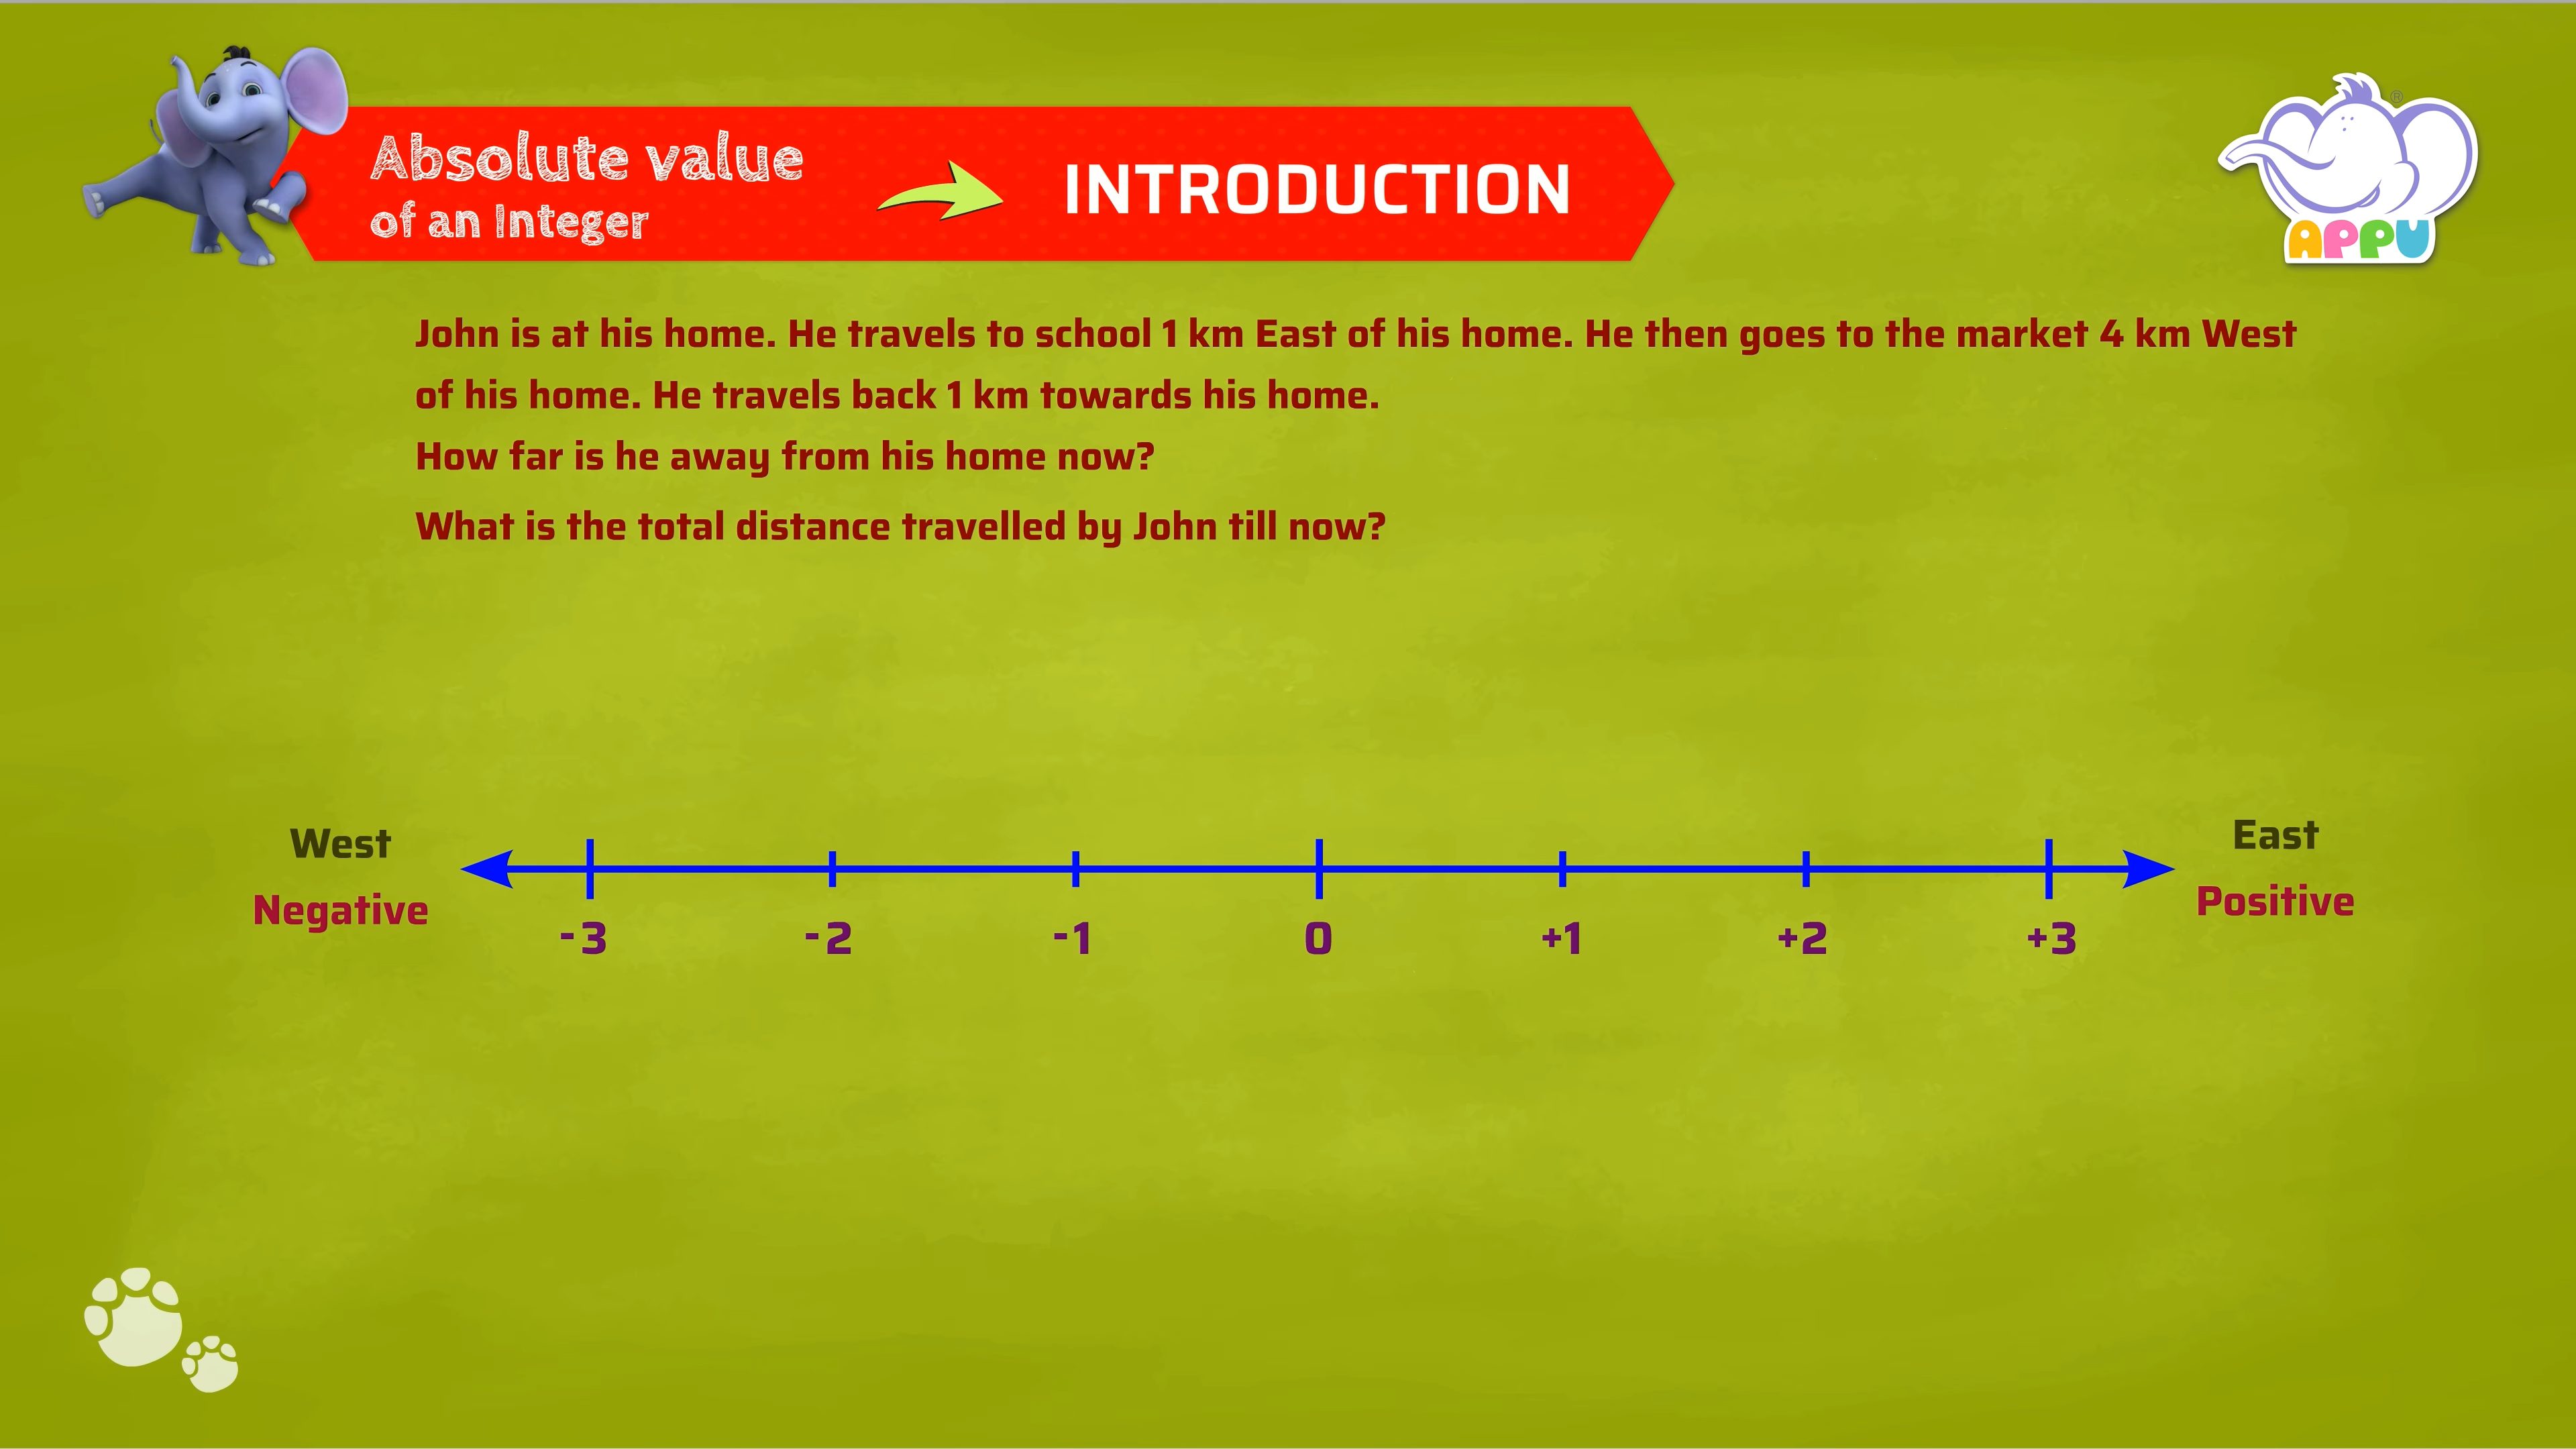 Absolute value
of an Integer
INTRODUCTION
®
APPU
John is at his home. He travels to school 1 km East of his home. He then goes to the market 4 km West
of his home. He travels back 1 km towards his home.
How far is he away from his home now?
What is the total distance travelled by John till now?
West
Negative
East
Positive
-3 -2 -1 0 +1 +2 +3